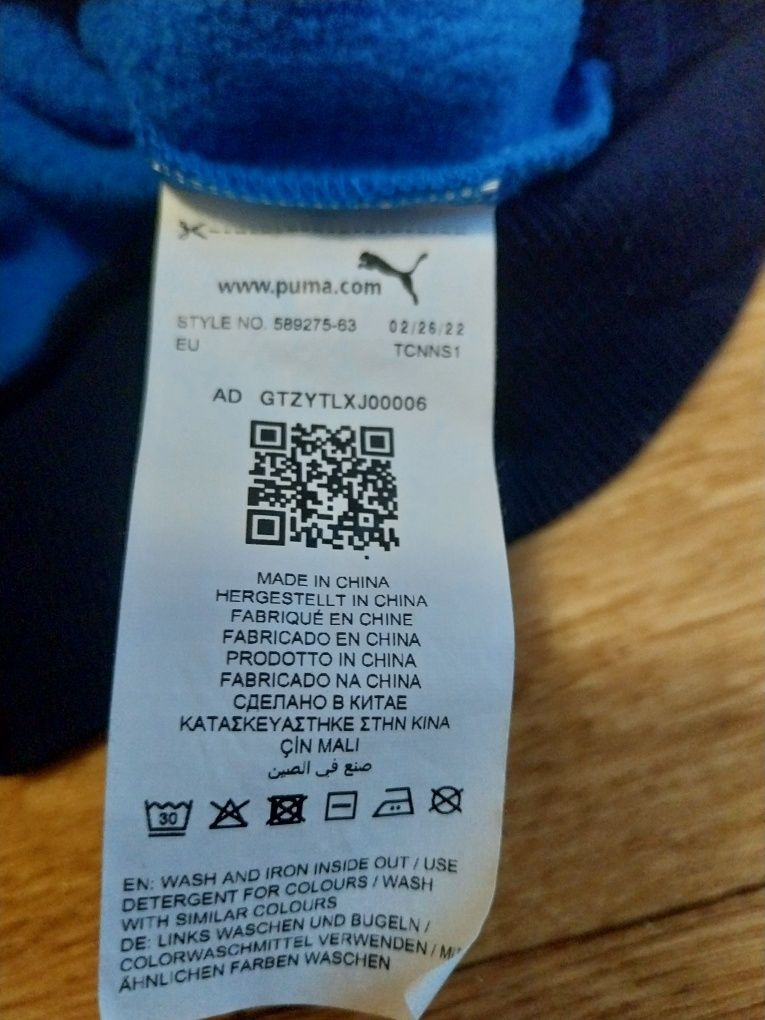 www.puma.com
STYLE NO. 589275-63 02/26/22
EU TCNNS1
AD GTZYTLXJ00006
MADE IN CHINA
HERGESTELLT IN CHINA
FABRIQUÉ EN CHINE
FABRICADO EN CHINA
PRODOTTO IN CHINA
FABRICADO NA CHINA
СДЕЛАНО В КИТАЕ
ΚΑΤΑΣΚΕΥΑΣΤΗΚΕ ΣΤΗΝ ΚΙΝΑ
ÇİN MALI
صنع في الصين
30
EN: WASH AND IRON INSIDE OUT / USE
DETERGENT FOR COLOURS / WASH
WITH SIMILAR COLOURS
DE: LINKS WASCHEN UND BUGELN /
COLORWASCHMITTEL VERWENDEN /
ÄHNLICHEN FARBEN WASCHEN